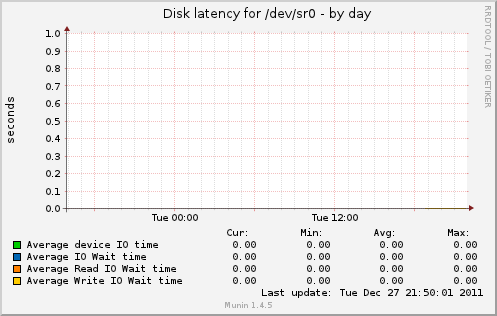 Disk latency for /dev/sr0 - by day
RRDTOOL / TOBI OETIKER
seconds
1.0
0.9
0.8
0.7
0.6
0.5
0.4
0.3
0.2
0.1
0.0
Tue 00:00 Tue 12:00
Cur: Min: Avg: Max:
Average device IO time 0.00 0.00 0.00 0.00
Average IO Wait time 0.00 0.00 0.00 0.00
Average Read IO Wait time 0.00 0.00 0.00 0.00
Average Write IO Wait time 0.00 0.00 0.00 0.00
Last update: Tue Dec 27 21:50:01 2011
Munin 1.4.5